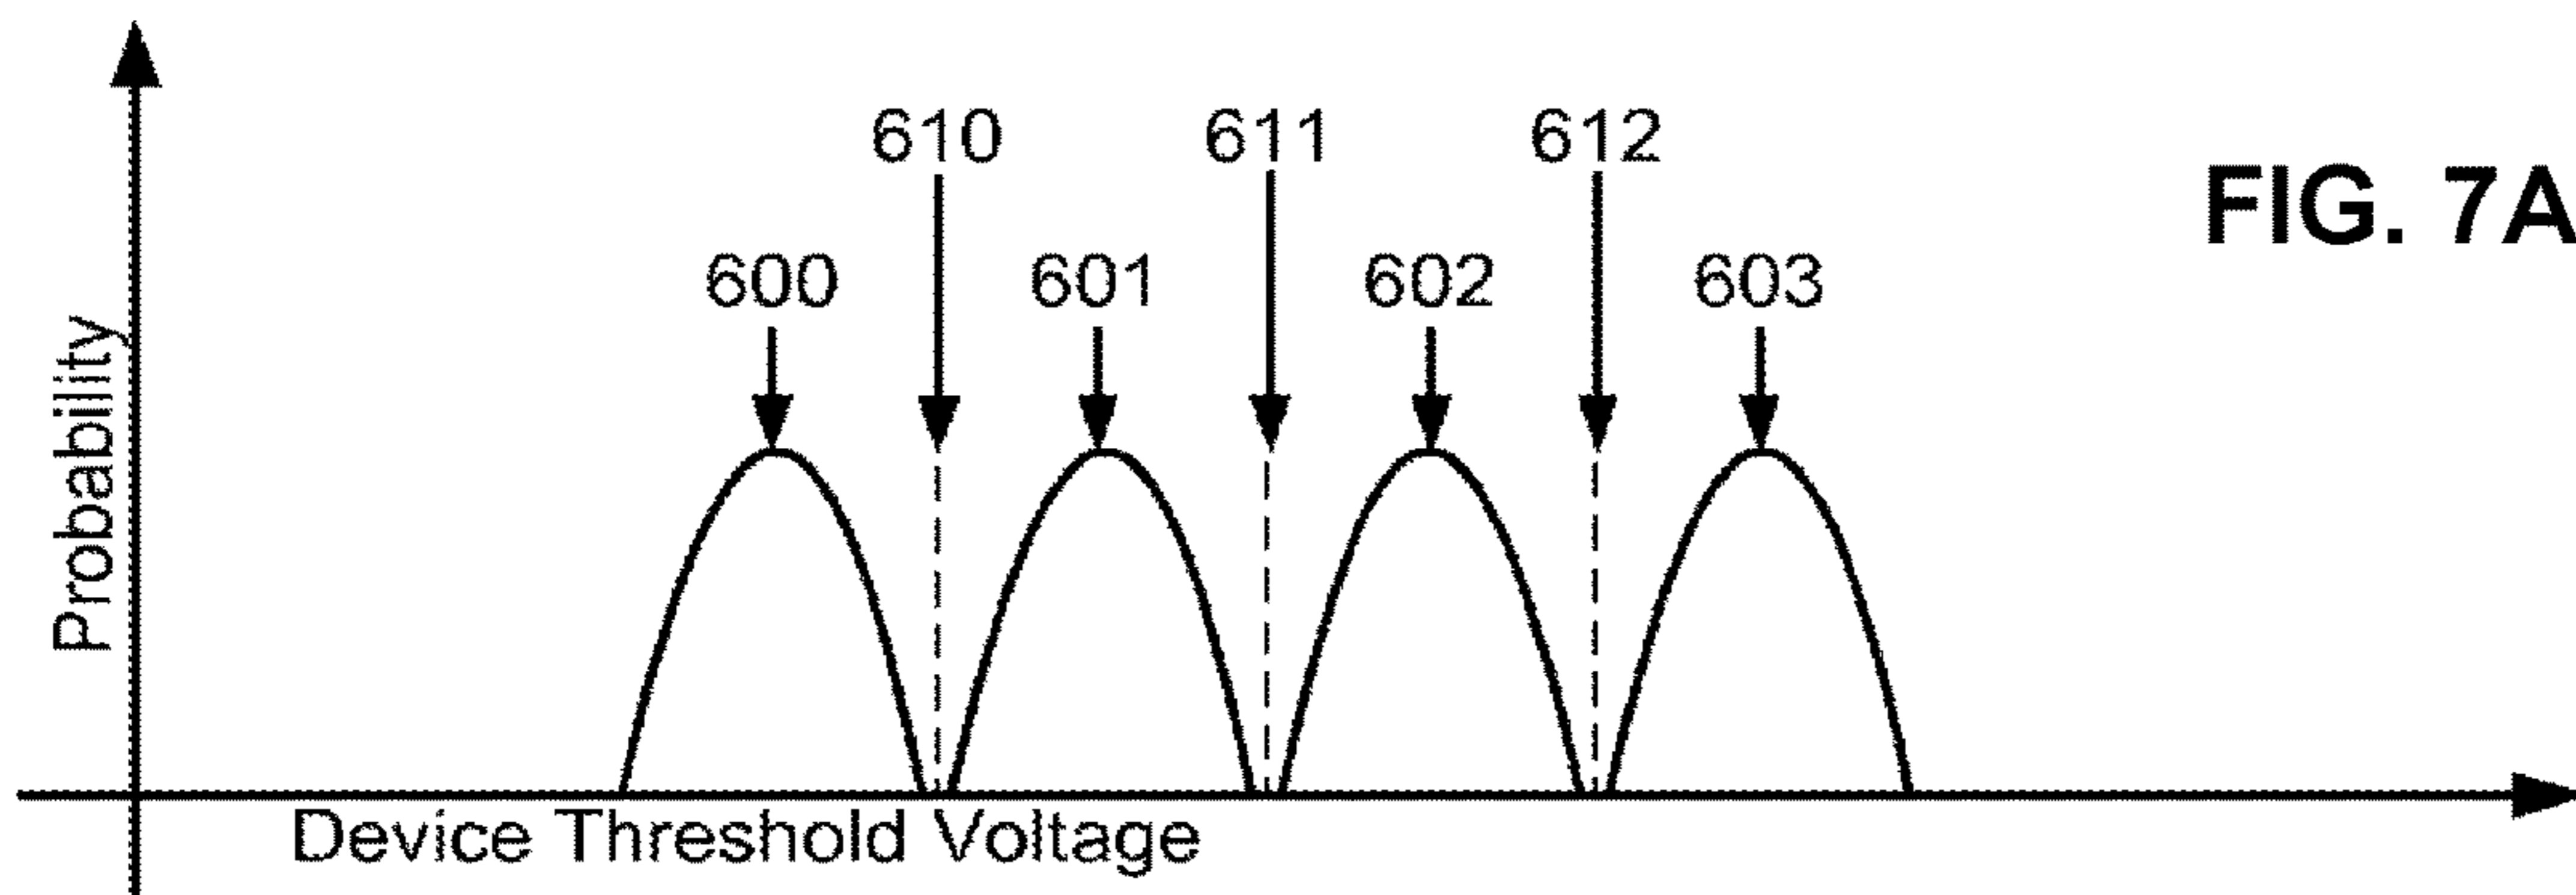 610 611 612
FIG. 7A
600 601 602 603
Probability
Device Threshold Voltage